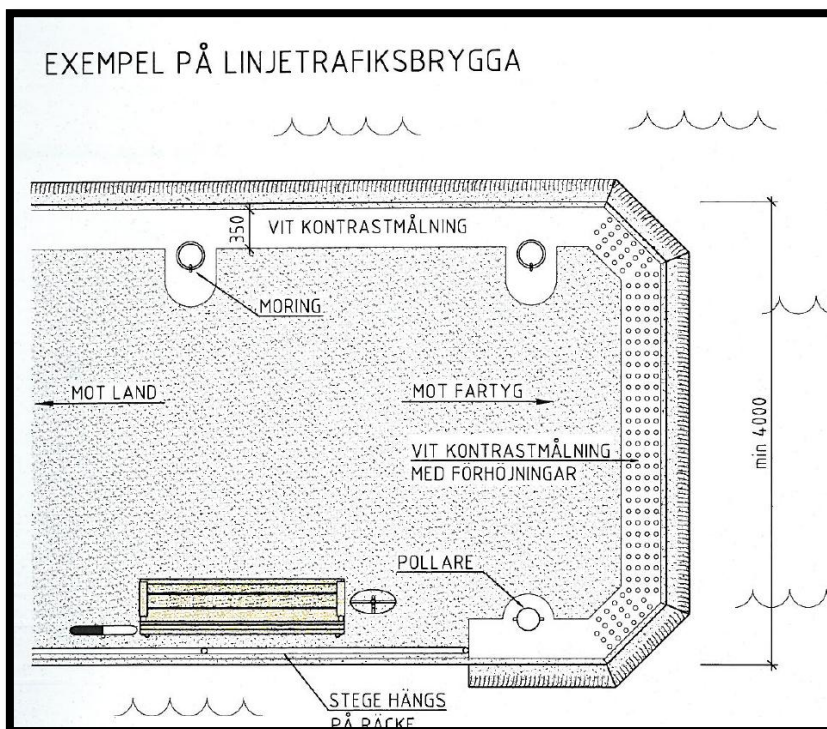 EXEMPEL PÅ LINJETRAFIKSBRYGGA
350
VIT KONTRASTMÅLNING
MORING
MOT LAND
MOT FARTYG
VIT KONTRASTMÅLNING
MED FÖRHÖJNINGAR
min 4000
POLLARE
STEGE HÄNGS
PÅ RÄCKE